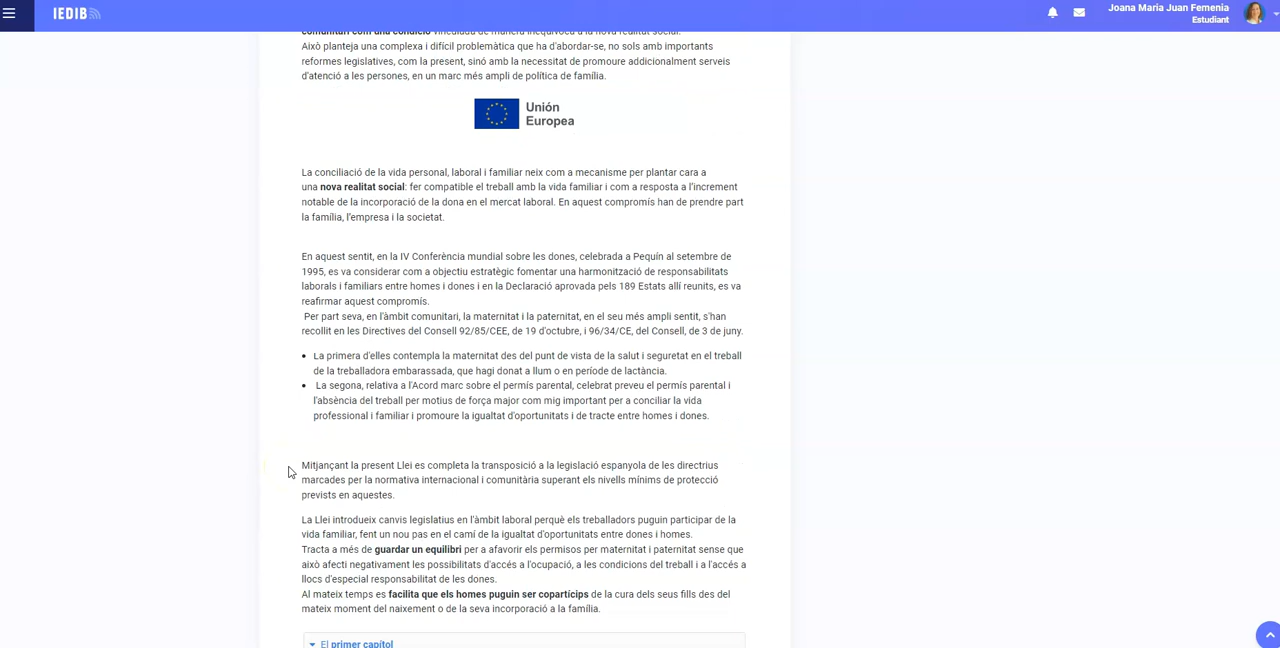 IEDIB
Joana Maria Juan Femenia
Estudiant
comunitari com una condició vinculada de manera inequívoca a la nova realitat social.
Això planteja una complexa i difícil problemàtica que ha d'abordar-se, no sols amb importants
reformes legislatives, com la present, sinó amb la necessitat de promoure addicionalment serveis
d'atenció a les persones, en un marc més ampli de política de família.
Unión
Europea
La conciliació de la vida personal, laboral i familiar neix com a mecanisme per plantar cara a
una nova realitat social: fer compatible el treball amb la vida familiar i com a resposta a l'increment
notable de la incorporació de la dona en el mercat laboral. En aquest compromís han de prendre part
la família, l'empresa i la societat.
En aquest sentit, en la IV Conferència mundial sobre les dones, celebrada a Pequín al setembre de
1995, es va considerar com a objectiu estratègic fomentar una harmonització de responsabilitats
laborals i familiars entre homes i dones i en la Declaració aprovada pels 189 Estats allí reunits, es va
reafirmar aquest compromís.
Per part seva, en l'àmbit comunitari, la maternitat i la paternitat, en el seu més ampli sentit, s'han
recollit en les Directives del Consell 92/85/CEE, de 19 d'octubre, i 96/34/CE, del Consell, de 3 de juny.
• La primera d'elles contempla la maternitat des del punt de vista de la salut i seguretat en el treball
de la treballadora embarassada, que hagi donat a llum o en període de lactància.
• La segona, relativa a l'Acord marc sobre el permís parental, celebrat preveu el permís parental i
l'absència del treball per motius de força major com mig important per a conciliar la vida
professional i familiar i promoure la igualtat d'oportunitats i de tracte entre homes i dones.
Mitjançant la present Llei es completa la transposició a la legislació espanyola de les directrius
marcades per la normativa internacional i comunitària superant els nivells mínims de protecció
prevists en aquestes.
La Llei introdueix canvis legislatius en l'àmbit laboral perquè els treballadors puguin participar de la
vida familiar, fent un nou pas en el camí de la igualtat d'oportunitats entre dones i homes.
Tracta a més de guardar un equilibri per a afavorir els permisos per maternitat i paternitat sense que
això afecti negativament les possibilitats d'accés a l'ocupació, a les condicions del treball i a l'accés a
llocs d'especial responsabilitat de les dones.
Al mateix temps es facilita que els homes puguin ser copartícips de la cura dels seus fills des del
mateix moment del naixement o de la seva incorporació a la família.
El primer capítol